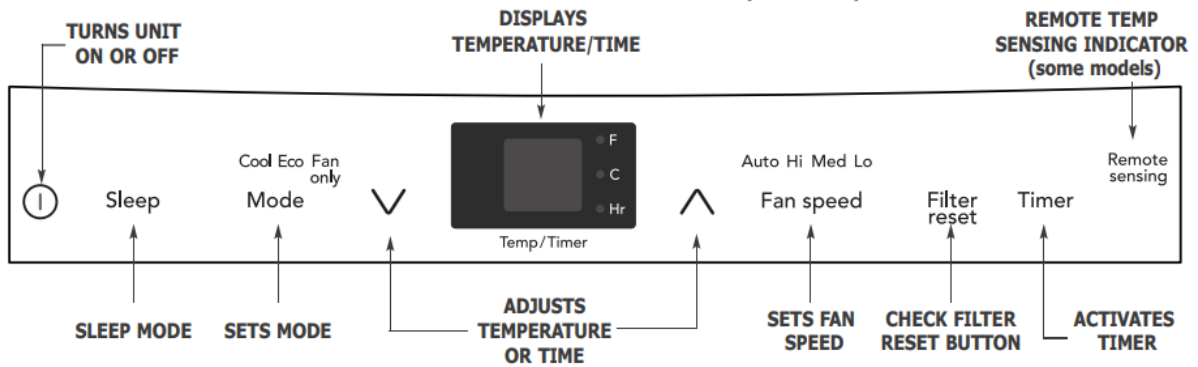 TURNS UNIT
ON OR OFF
DISPLAYS
TEMPERATURE/TIME
REMOTE TEMP
SENSING INDICATOR
(some models)
Sleep
Cool Eco Fan
only
Mode
F
C
Hr
Temp/Timer
Auto Hi Med Lo
Fan speed
Filter
reset
Timer
Remote
sensing
SLEEP MODE
SETS MODE
ADJUSTS
TEMPERATURE
OR TIME
SETS FAN
SPEED
CHECK FILTER
RESET BUTTON
ACTIVATES
TIMER